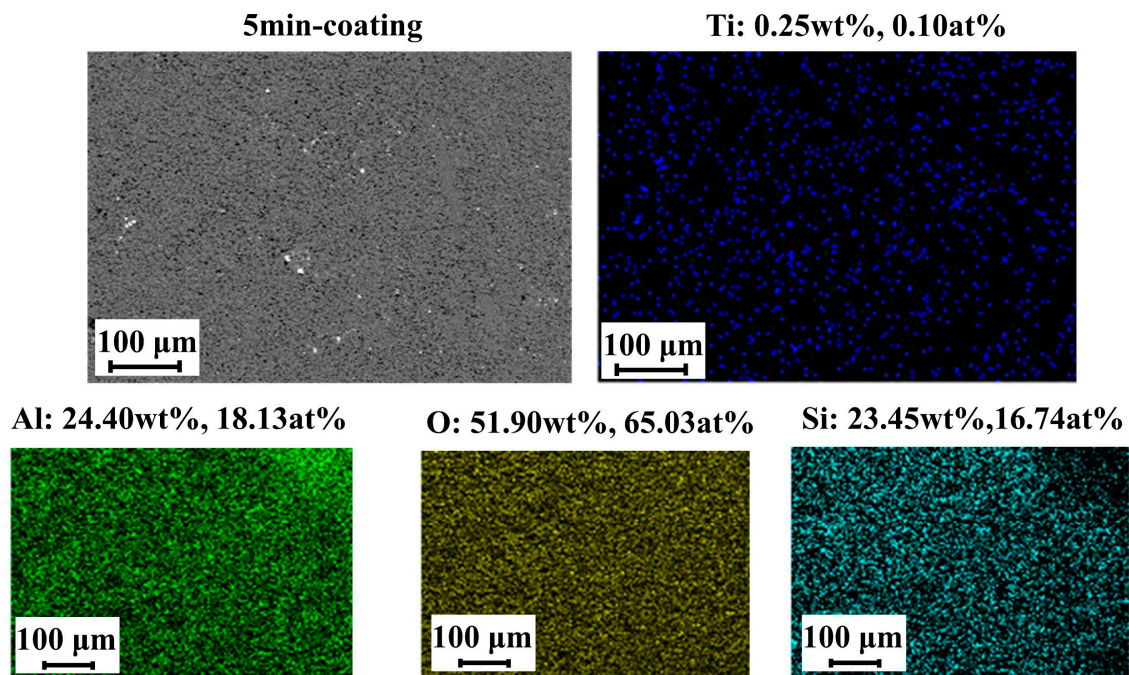 5min-coating
Ti: 0.25wt%, 0.10at%
100 μm
100 μm
Al: 24.40wt%, 18.13at%
O: 51.90wt%, 65.03at%
Si: 23.45wt%,16.74at%
100 μm
100 μm
100 μm